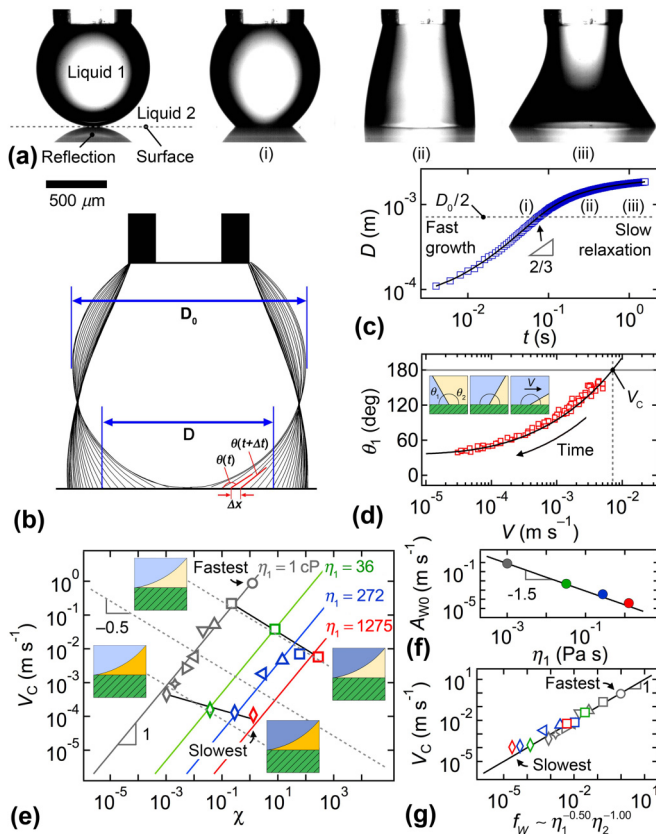 Liquid 1
Liquid 2
Reflection
Surface
(a)
(i)
(ii)
(iii)
500 μm
D₀
D
θ(t+Δt)
θ(t)
Δx
(b)
D (m)
10⁻³
10⁻⁴
D₀/2
(i)
(ii)
(iii)
Fast growth
Slow relaxation
2/3
10⁻²
10⁻¹
10⁰
t (s)
(c)
θ₁ (deg)
180
120
60
0
θ₁
θ₂
V
V_C
Time
10⁻⁵
10⁻⁴
10⁻³
10⁻²
V (m s⁻¹)
(d)
V_C (m s⁻¹)
10⁰
10⁻¹
10⁻²
10⁻³
10⁻⁴
10⁻⁵
−0.5
Fastest
η₁ = 1 cP
η₁ = 36
η₁ = 272
η₁ = 1275
1
Slowest
10⁻⁵
10⁻³
10⁻¹
10¹
10³
χ
(e)
A_W0 (m s⁻¹)
10⁻¹
10⁻⁵
-1.5
10⁻³
10⁻¹
η₁ (Pa s)
(f)
V_C (m s⁻¹)
10¹
10⁻²
10⁻⁵
Fastest
1
Slowest
10⁻⁵
10⁻²
10¹
f_W ~ η₁⁻⁰·⁵⁰ η₂⁻¹·⁰⁰
(g)